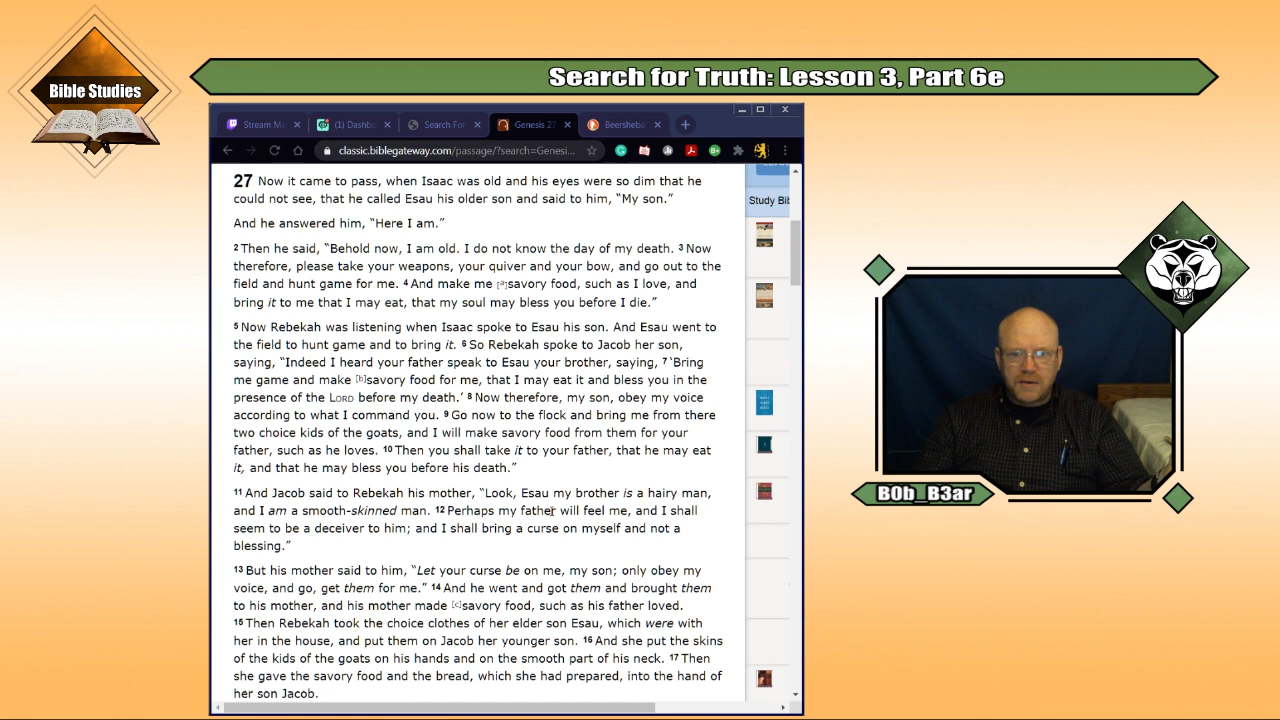 Bible Studies
Search for Truth: Lesson 3, Part 6e
Stream Ma
(1) Dashbo
Search For
Genesis 27
Beersheba
classic.biblegateway.com/passage/?search=Genesi...
27 Now it came to pass, when Isaac was old and his eyes were so dim that he
could not see, that he called Esau his older son and said to him, “My son.”
And he answered him, “Here I am.”
2 Then he said, “Behold now, I am old. I do not know the day of my death. 3 Now
therefore, please take your weapons, your quiver and your bow, and go out to the
field and hunt game for me. 4 And make me [a]savory food, such as I love, and
bring it to me that I may eat, that my soul may bless you before I die.”
5 Now Rebekah was listening when Isaac spoke to Esau his son. And Esau went to
the field to hunt game and to bring it. 6 So Rebekah spoke to Jacob her son,
saying, “Indeed I heard your father speak to Esau your brother, saying, 7 ‘Bring
me game and make [b]savory food for me, that I may eat it and bless you in the
presence of the LORD before my death.’ 8 Now therefore, my son, obey my voice
according to what I command you. 9 Go now to the flock and bring me from there
two choice kids of the goats, and I will make savory food from them for your
father, such as he loves. 10 Then you shall take it to your father, that he may eat
it, and that he may bless you before his death.”
11 And Jacob said to Rebekah his mother, “Look, Esau my brother is a hairy man,
and I am a smooth-skinned man. 12 Perhaps my father will feel me, and I shall
seem to be a deceiver to him; and I shall bring a curse on myself and not a
blessing.”
13 But his mother said to him, “Let your curse be on me, my son; only obey my
voice, and go, get them for me.” 14 And he went and got them and brought them
to his mother, and his mother made [c]savory food, such as his father loved.
15 Then Rebekah took the choice clothes of her elder son Esau, which were with
her in the house, and put them on Jacob her younger son. 16 And she put the skins
of the kids of the goats on his hands and on the smooth part of his neck. 17 Then
she gave the savory food and the bread, which she had prepared, into the hand of
her son Jacob.
Study Bib
B0b_B3ar